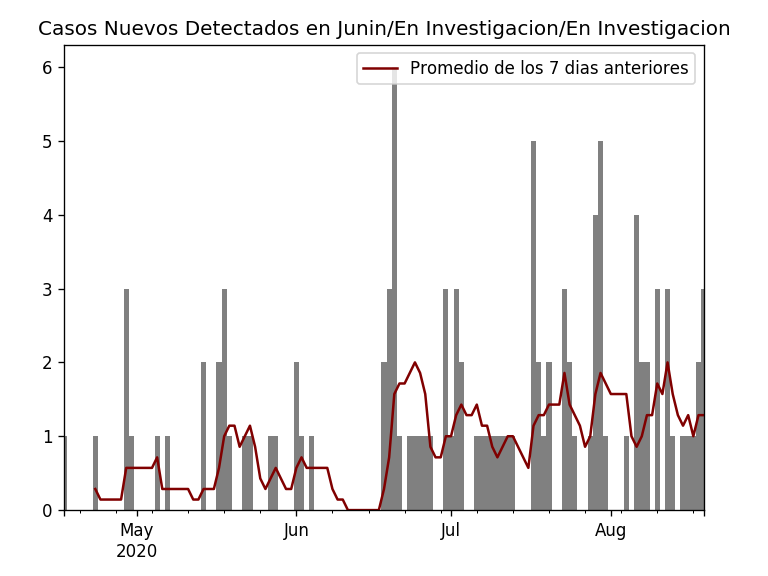 Casos Nuevos Detectados en Junin/En Investigacion/En Investigacion
Promedio de los 7 dias anteriores
6
5
4
3
2
1
0
May
2020
Jun
Jul
Aug